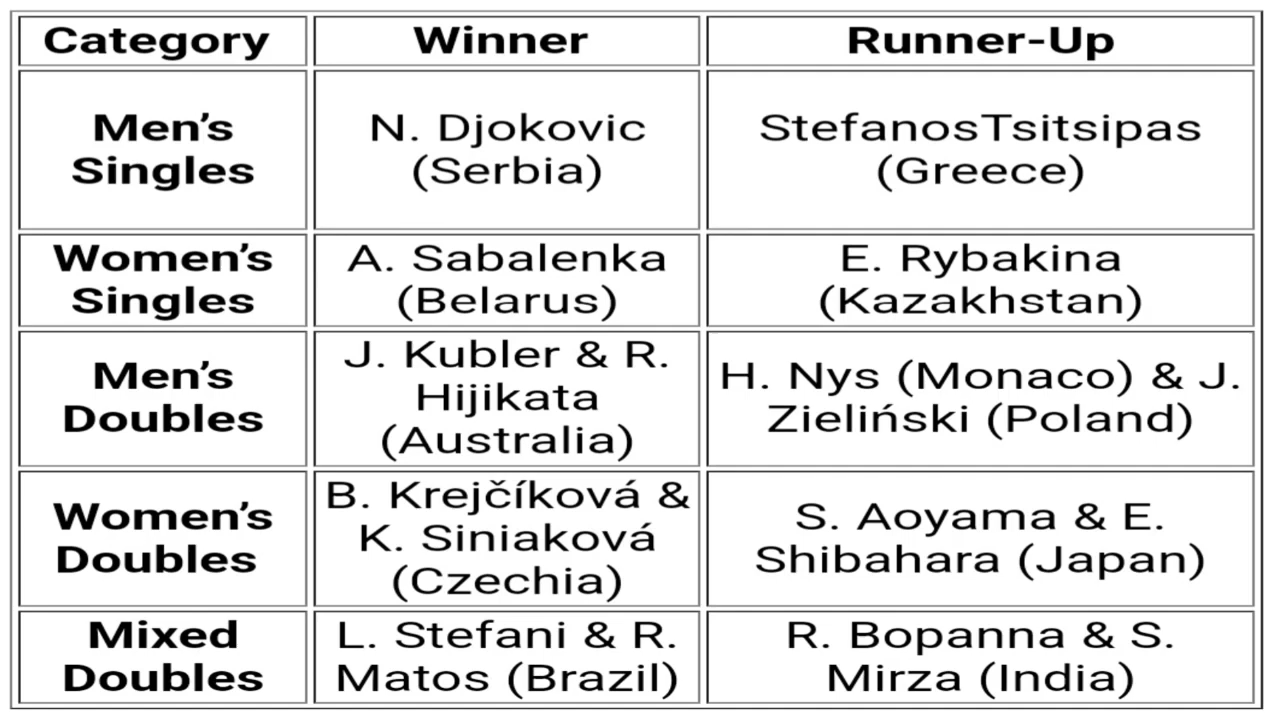 Category Winner Runner-Up
Men’s
Singles
N. Djokovic
(Serbia)
StefanosTsitsipas
(Greece)
Women’s
Singles
A. Sabalenka
(Belarus)
E. Rybakina
(Kazakhstan)
Men’s
Doubles
J. Kubler & R.
Hijikata
(Australia)
H. Nys (Monaco) & J.
Zieliński (Poland)
Women’s
Doubles
B. Krejčíková &
K. Siniaková
(Czechia)
S. Aoyama & E.
Shibahara (Japan)
Mixed
Doubles
L. Stefani & R.
Matos (Brazil)
R. Bopanna & S.
Mirza (India)